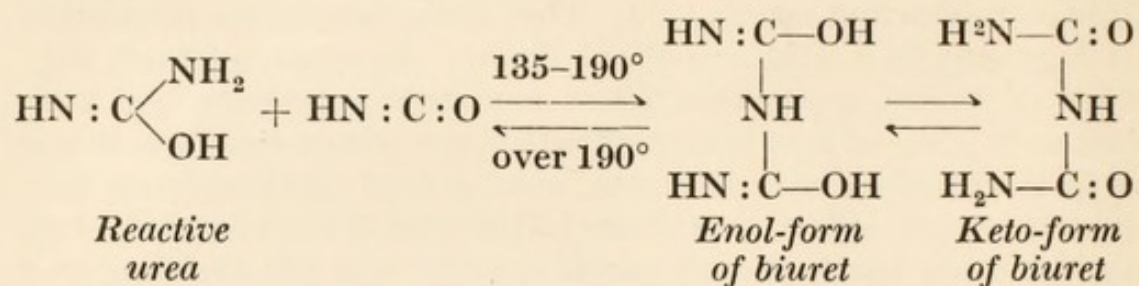 HN : C—OH H²N—C : O
NH₂ 135–190°
HN : C + HN : C : O NH NH
OH over 190°
HN : C—OH H₂N—C : O
Reactive Enol-form Keto-form
urea of biuret of biuret